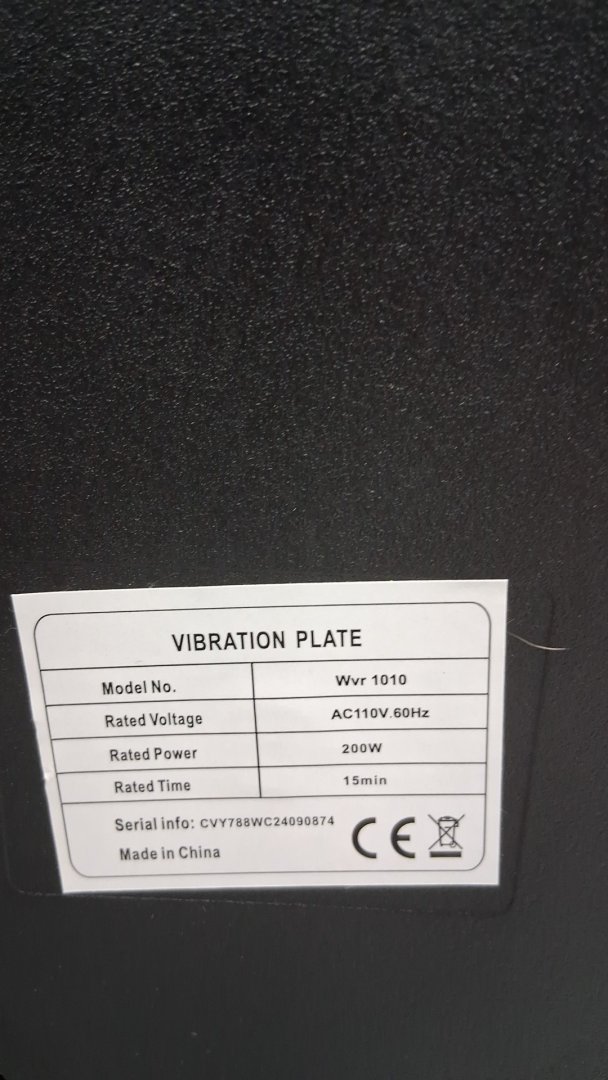 VIBRATION PLATE
Model No. Wvr 1010
Rated Voltage AC110V.60Hz
Rated Power 200W
Rated Time 15min
Serial info: CVY788WC24090874
Made in China
CE